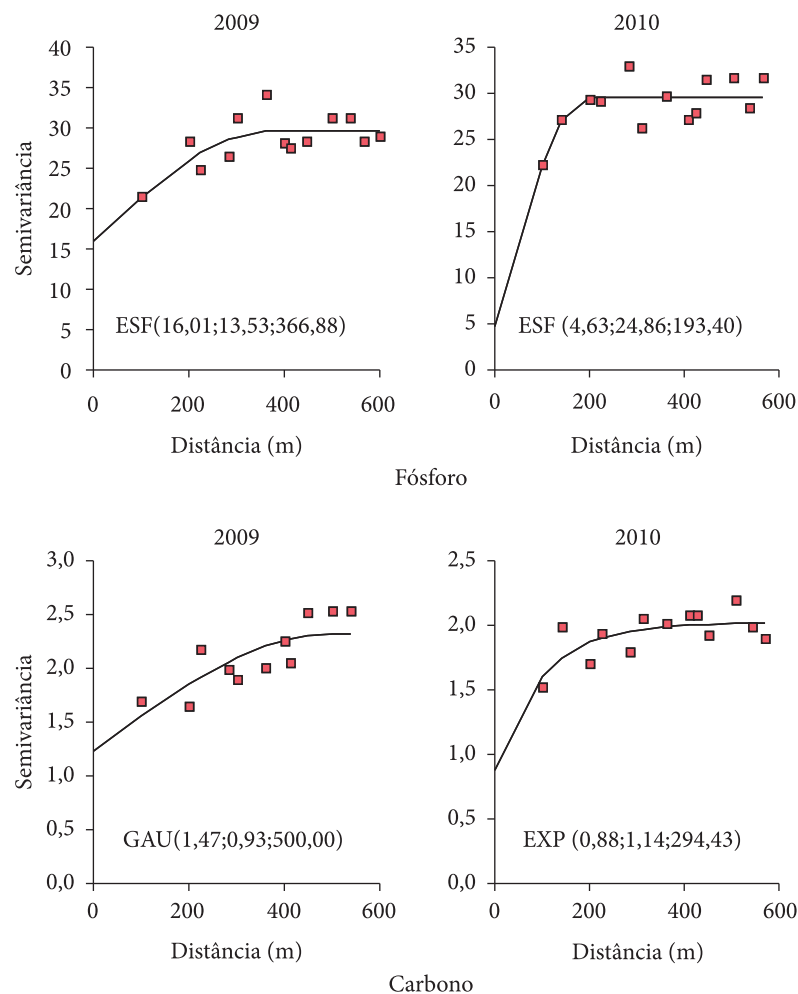 2009
Semivariância
40
35
30
25
20
15
10
5
0
ESF(16,01;13,53;366,88)
0 200 400 600
Distância (m)
2010
35
30
25
20
15
10
5
0
ESF (4,63;24,86;193,40)
0 200 400 600
Distância (m)
Fósforo
2009
Semivariância
3,0
2,5
2,0
1,5
1,0
0,5
0,0
GAU(1,47;0,93;500,00)
0 200 400 600
Distância (m)
2010
2,5
2,0
1,5
1,0
0,5
0,0
EXP (0,88;1,14;294,43)
0 200 400 600
Distância (m)
Carbono